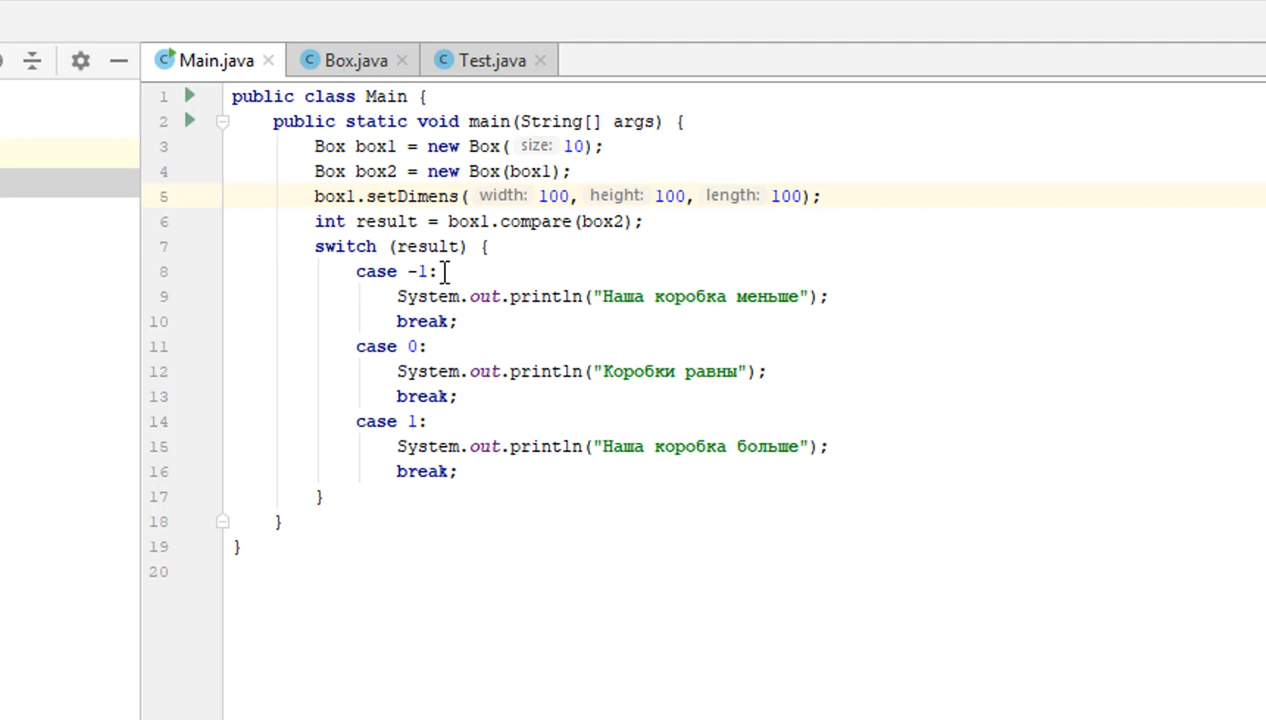 Main.java Box.java Test.java
1 public class Main {
2 public static void main(String[] args) {
3 Box box1 = new Box( size: 10);
4 Box box2 = new Box(box1);
5 box1.setDimens( width: 100, height: 100, length: 100);
6 int result = box1.compare(box2);
7 switch (result) {
8 case -1:
9 System.out.println("Наша коробка меньше");
10 break;
11 case 0:
12 System.out.println("Коробки равны");
13 break;
14 case 1:
15 System.out.println("Наша коробка больше");
16 break;
17 }
18 }
19 }
20